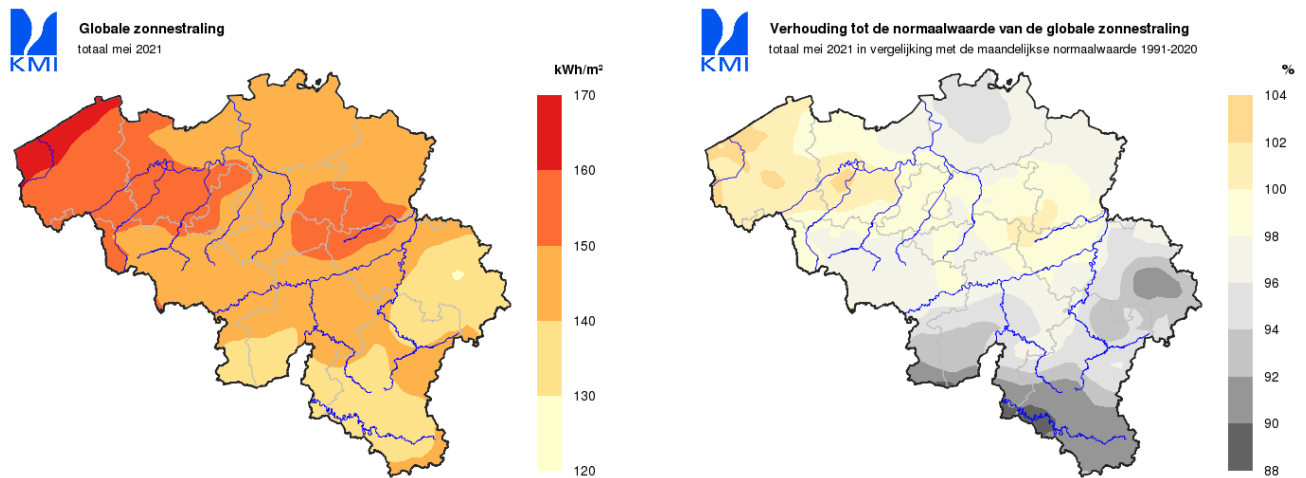 KMI
Globale zonnestraling
totaal mei 2021
kWh/m²
170
160
150
140
130
120
KMI
Verhouding tot de normaalwaarde van de globale zonnestraling
totaal mei 2021 in vergelijking met de maandelijkse normaalwaarde 1991-2020
%
104
102
100
98
96
94
92
90
88